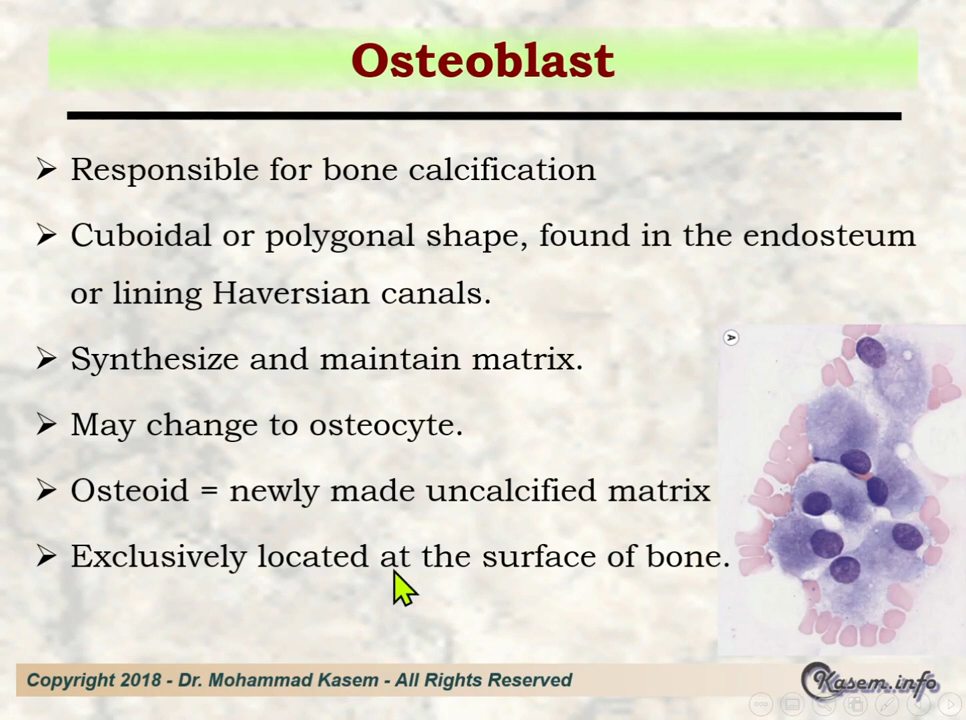 Osteoblast
➢ Responsible for bone calcification
➢ Cuboidal or polygonal shape, found in the endosteum
or lining Haversian canals.
➢ Synthesize and maintain matrix.
➢ May change to osteocyte.
➢ Osteoid = newly made uncalcified matrix
➢ Exclusively located at the surface of bone.
A
Copyright 2018 - Dr. Mohammad Kasem - All Rights Reserved
Kasem.info